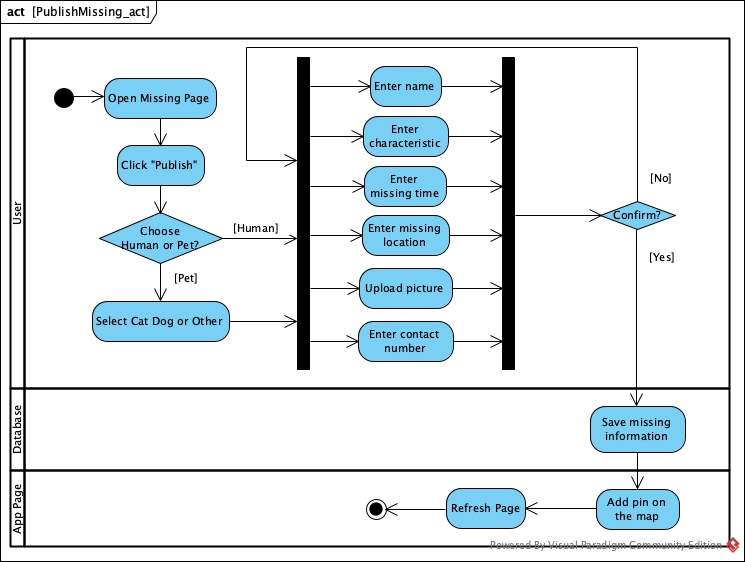 act [PublishMissing_act]
User
Open Missing Page
Click "Publish"
Choose
Human or Pet?
[Human]
[Pet]
Select Cat Dog or Other
Enter name
Enter
characteristic
Enter
missing time
Enter missing
location
Upload picture
Enter contact
number
[No]
Confirm?
[Yes]
Database
Save missing
information
App Page
Add pin on
the map
Refresh Page
Powered By Visual Paradigm Community Edition